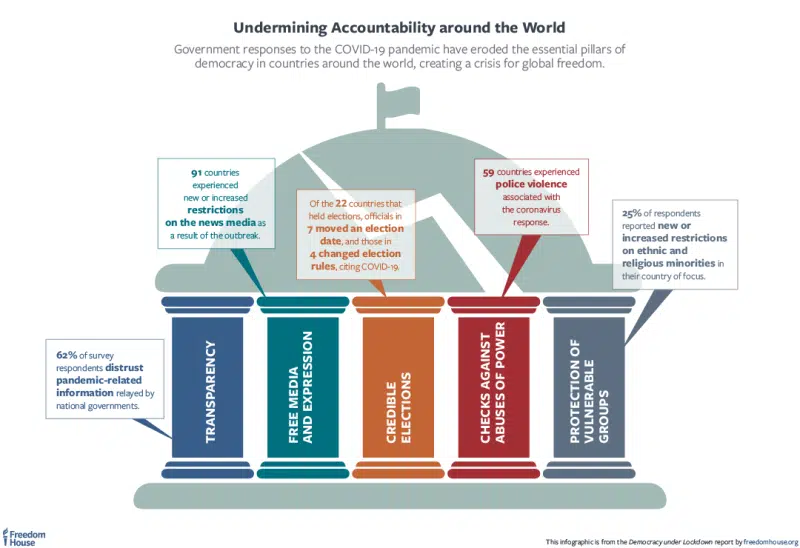 Undermining Accountability around the World
Government responses to the COVID-19 pandemic have eroded the essential pillars of
democracy in countries around the world, creating a crisis for global freedom.
91 countries
experienced
new or increased
restrictions
on the news media as
a result of the outbreak.
Of the 22 countries that
held elections, officials in
7 moved an election
date, and those in
4 changed election
rules, citing COVID-19.
59 countries experienced
police violence
associated with
the coronavirus
response.
25% of respondents
reported new or
increased restrictions
on ethnic and
religious minorities in
their country of focus.
62% of survey
respondents distrust
pandemic-related
information relayed by
national governments.
TRANSPARENCY
FREE MEDIA
AND EXPRESSION
CREDIBLE
ELECTIONS
CHECKS AGAINST
ABUSES OF POWER
PROTECTION OF
VULNERABLE
GROUPS
Freedom
House
This infographic is from the Democracy under Lockdown report by freedomhouse.org